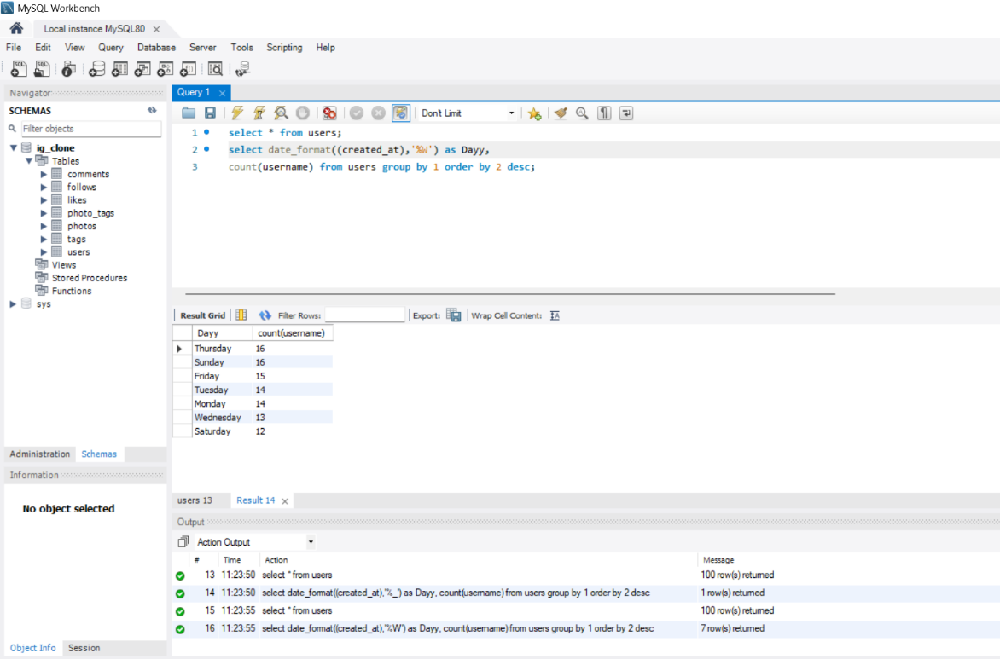 MySQL Workbench
Local instance MySQL80
File Edit View Query Database Server Tools Scripting Help
Navigator
SCHEMAS
Filter objects
ig_clone
Tables
comments
follows
likes
photo_tags
photos
tags
users
Views
Stored Procedures
Functions
sys
Administration Schemas
Information
No object selected
Object Info Session
Query 1
Don't Limit
1 select * from users;
2 select date_format((created_at),'%W') as Dayy,
3 count(username) from users group by 1 order by 2 desc;
Result Grid Filter Rows: Export: Wrap Cell Content:
Dayy count(username)
Thursday 16
Sunday 16
Friday 15
Tuesday 14
Monday 14
Wednesday 13
Saturday 12
users 13 Result 14
Output
Action Output
# Time Action Message
13 11:23:50 select * from users 100 row(s) returned
14 11:23:50 select date_format((created_at),'%_') as Dayy, count(username) from users group by 1 order by 2 desc 1 row(s) returned
15 11:23:55 select * from users 100 row(s) returned
16 11:23:55 select date_format((created_at),'%W') as Dayy, count(username) from users group by 1 order by 2 desc 7 row(s) returned